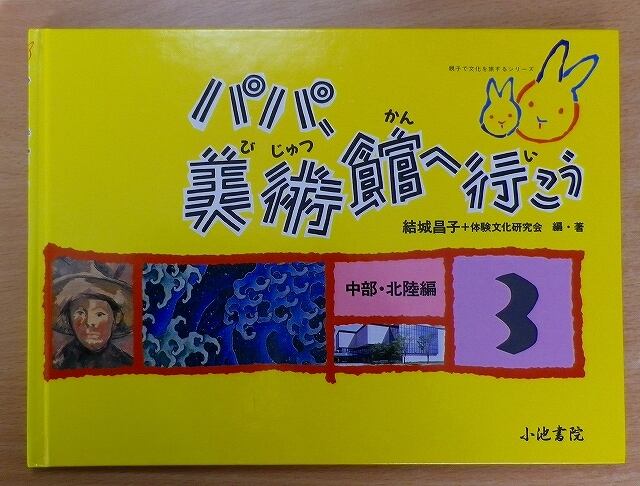 親子で文化を旅するシリーズ
パパ、
びじゅつ かん い
美術館へ行こう
結城昌子+体験文化研究会 編・著
中部・北陸編
3
小池書院